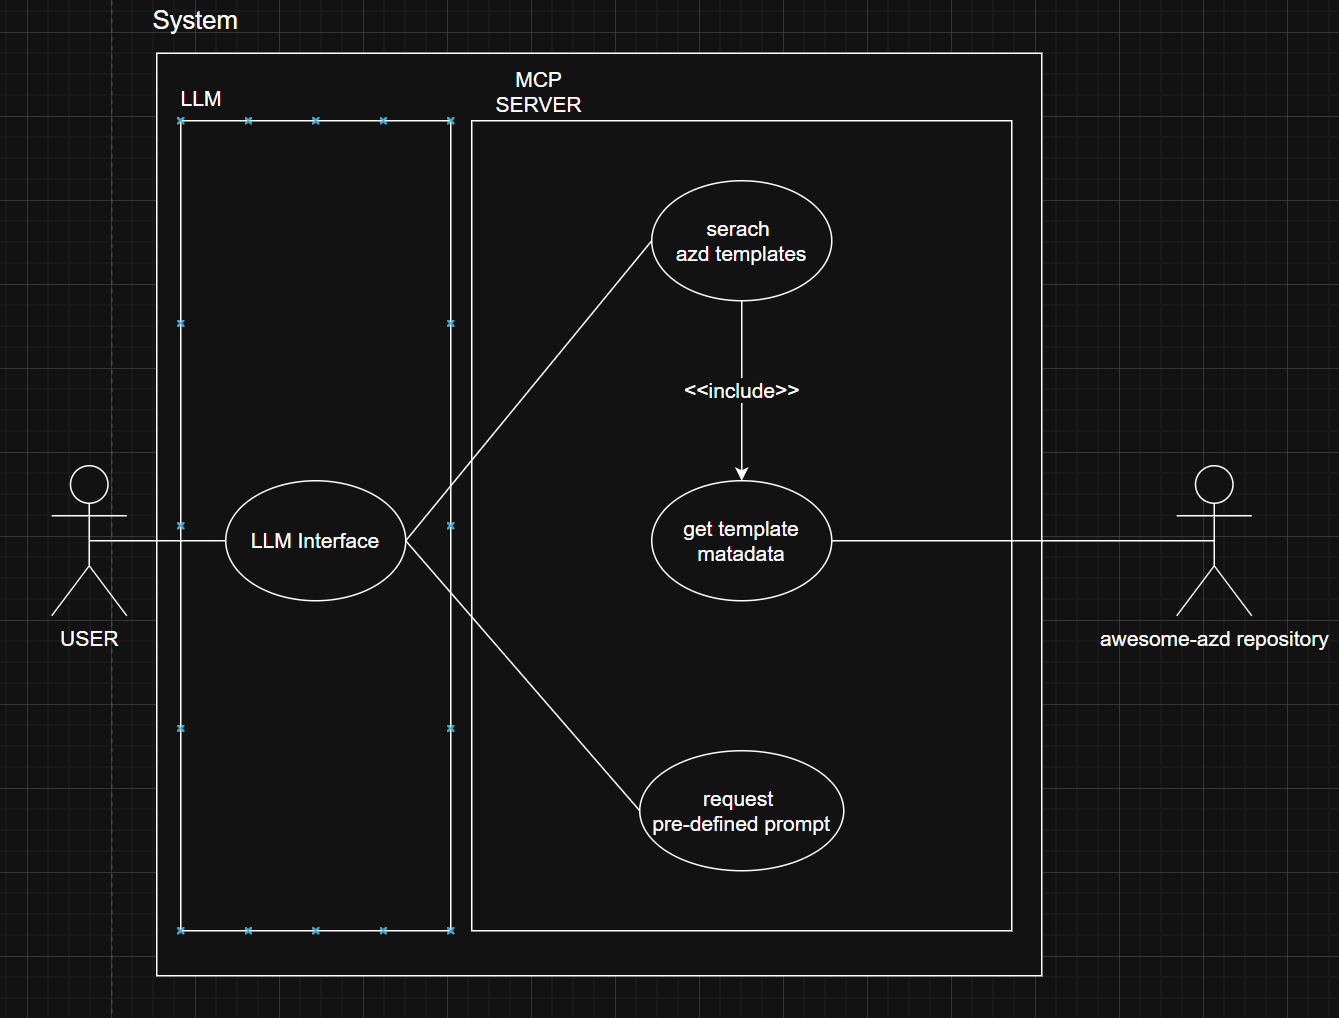 System
LLM
MCP
SERVER
serach
azd templates
<<include>>
LLM Interface
get template
matadata
USER
awesome-azd repository
request
pre-defined prompt